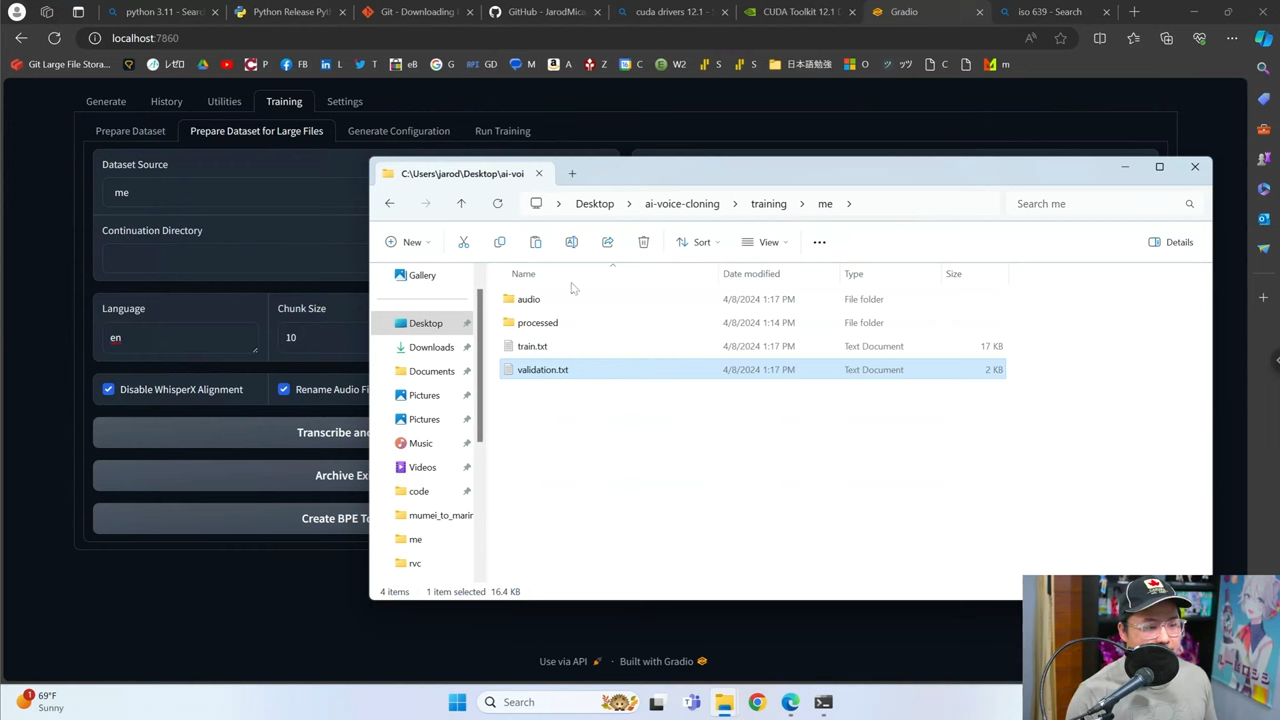 python 3.11 - Searc
Python Release Pyth
Git - Downloading
GitHub - JarodMica
cuda drivers 12.1 -
CUDA Toolkit 12.1
Gradio
iso 639 - Search
localhost:7860
Git Large File Stora...
レゼロ
P
FB
L
T
eB
G
GD
M
A
Z
C
W2
S
S
日本語勉強
O
ッツ
C
P
m
Generate
History
Utilities
Training
Settings
Prepare Dataset
Prepare Dataset for Large Files
Generate Configuration
Run Training
Dataset Source
me
Continuation Directory
Language
Chunk Size
en
10
Disable WhisperX Alignment
Rename Audio Fi
Transcribe an
Archive Ex
Create BPE To
C:\Users\jarod\Desktop\ai-voi
Desktop
ai-voice-cloning
training
me
Search me
New
Sort
View
Details
Name
Date modified
Type
Size
audio
4/8/2024 1:17 PM
File folder
processed
4/8/2024 1:14 PM
File folder
train.txt
4/8/2024 1:17 PM
Text Document
17 KB
validation.txt
4/8/2024 1:17 PM
Text Document
2 KB
Gallery
Desktop
Downloads
Documents
Pictures
Pictures
Music
Videos
code
mumei_to_marin
me
rvc
4 items
1 item selected 16.4 KB
Use via API
·
Built with Gradio
69°F
Sunny
Search